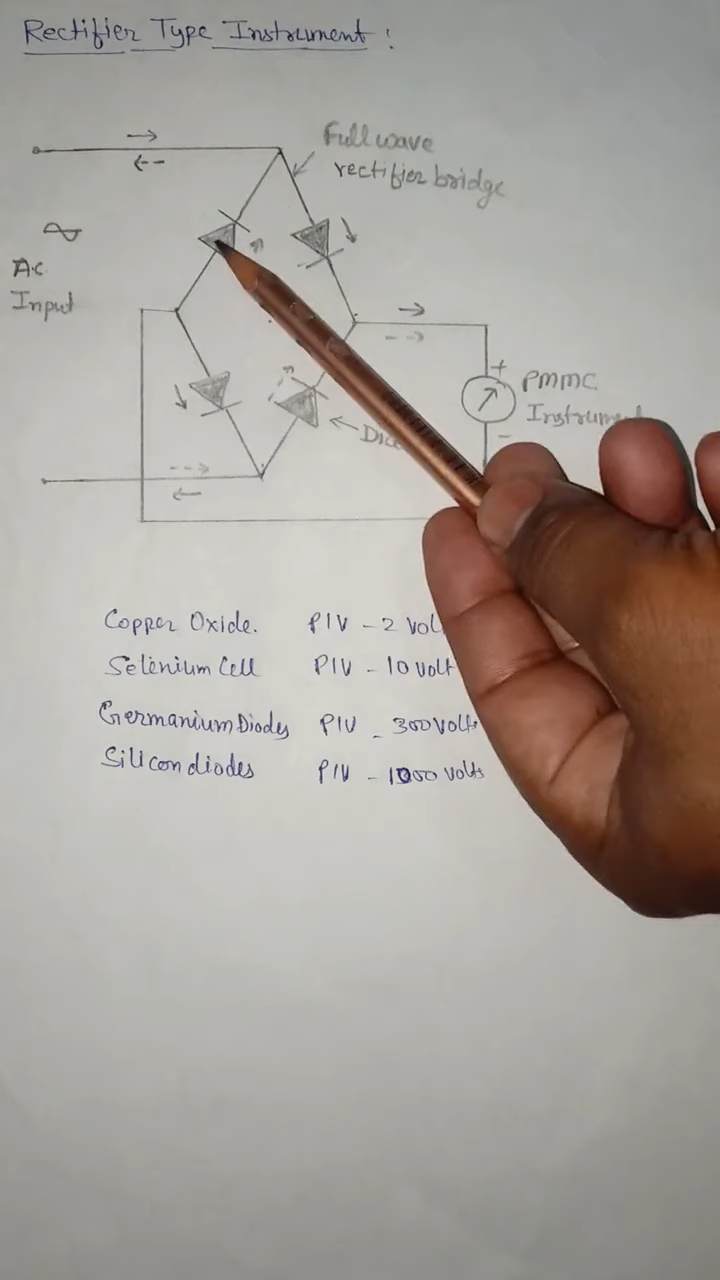 Rectifier Type Instrument :
Full wave
rectifier bridge
AC
Input
+
PMMC
-
Copper Oxide. PIV - 2
Selenium Cell PIV - 10 volt
Germanium Diodes PIV - 300 volts
Silicon diodes PIV - 1000 volts